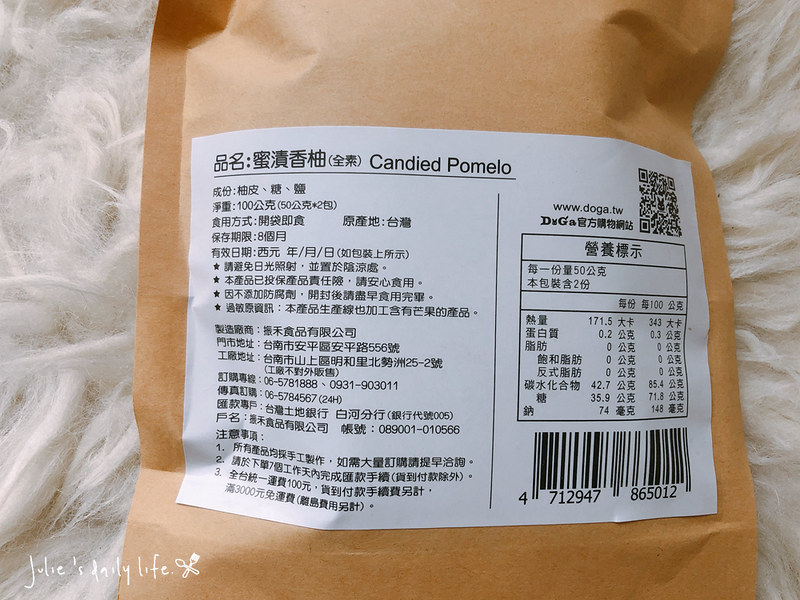 品名:蜜漬香柚(全素) Candied Pomelo
成份:柚皮、糖、鹽
淨重:100公克(50公克*2包)
食用方式:開袋即食 原產地:台灣
保存期限:8個月
有效日期:西元 年/月/日(如包裝上所示)
★ 請避免日光照射,並置於陰涼處。
★ 本產品已投保產品責任險,請安心食用。
★ 因不添加防腐劑,開封後請盡早食用完畢。
★ 過敏原資訊:本產品生產線也加工含有芒果的產品。
製造廠商:振禾食品有限公司
門市地址:台南市安平區安平路556號
工廠地址:台南市山上區明和里北勢洲25-2號
(工廠不對外販售)
訂購專線:06-5781888、0931-903011
傳真訂購:06-5784567(24H)
匯款專戶:台灣土地銀行 白河分行(銀行代號005)
戶名:振禾食品有限公司 帳號:089001-010566
注意事項:
1. 所有產品均採手工製作,如需大量訂購請提早洽詢。
2. 請於下單7個工作天內完成匯款手續(貨到付款除外)。
3. 全台統一運費100元,貨到付款手續費另計,
滿3000元免運費(離島費用另計)。
www.doga.tw
DoGa官方購物網站
營養標示
每一份量50公克
本包裝含2份
每份 每100 公克
熱量 171.5 大卡 343 大卡
蛋白質 0.2 公克 0.3 公克
脂肪 0 公克 0 公克
飽和脂肪 0 公克 0 公克
反式脂肪 0 公克 0 公克
碳水化合物 42.7 公克 85.4 公克
糖 35.9 公克 71.8 公克
鈉 74 毫克 148 毫克
4 712947 865012
Julie's daily life.